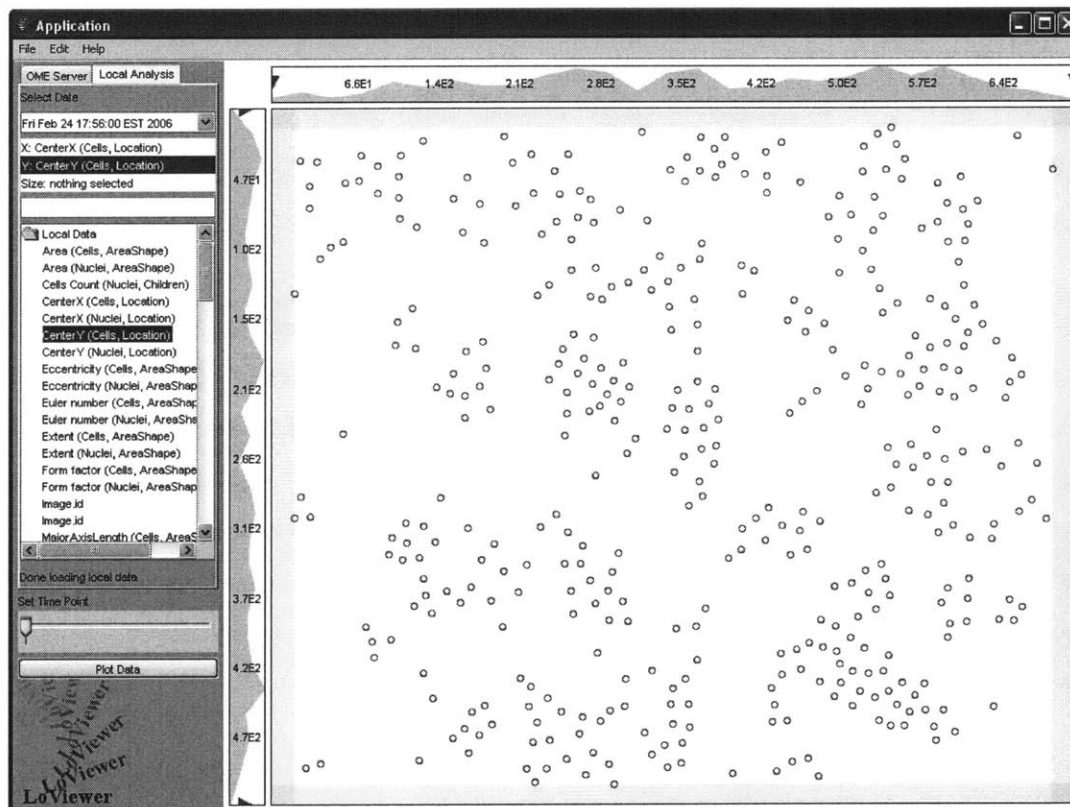 Application
File Edit Help
OME Server Local Analysis
Select Data
Fri Feb 24 17:56:00 EST 2006
X: CenterX (Cells, Location)
Y: CenterY (Cells, Location)
Size: nothing selected
Local Data
Area (Cells, AreaShape)
Area (Nuclei, AreaShape)
Cells Count (Nuclei, Children)
CenterX (Cells, Location)
CenterX (Nuclei, Location)
CenterY (Cells, Location)
CenterY (Nuclei, Location)
Eccentricity (Cells, AreaShape
Eccentricity (Nuclei, AreaShap
Euler number (Cells, AreaShap
Euler number (Nuclei, AreaSha
Extent (Cells, AreaShape)
Extent (Nuclei, AreaShape)
Form factor (Cells, AreaShape
Form factor (Nuclei, AreaShap
Image.id
Image.id
MajorAxisLength (Cells, AreaS
Done loading local data
Set Time Point
Plot Data
LoViewer
LoViewer
LoViewer
LoViewer
6.6E1 1.4E2 2.1E2 2.8E2 3.5E2 4.2E2 5.0E2 5.7E2 6.4E2
4.7E1
1.0E2
1.5E2
2.1E2
2.6E2
3.1E2
3.7E2
4.2E2
4.7E2